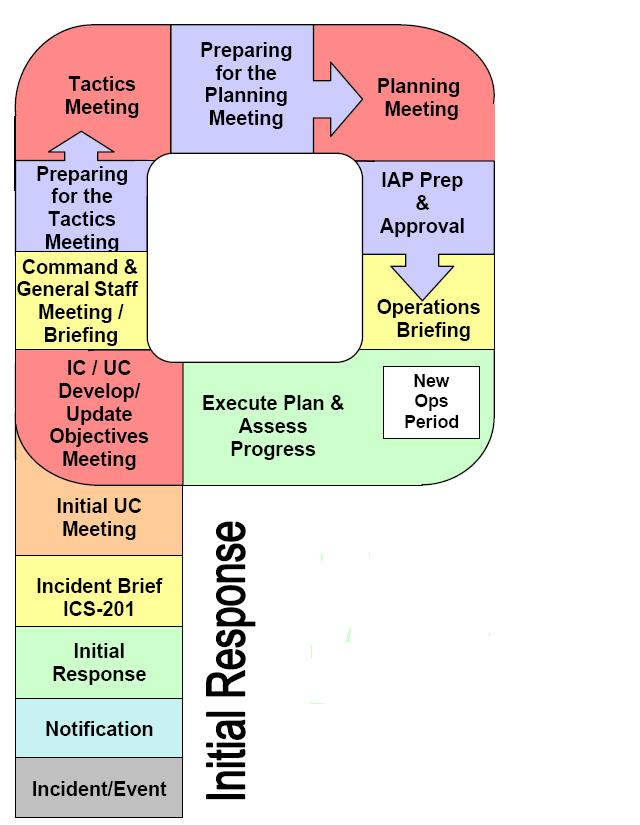 Tactics
Meeting
Preparing
for the
Planning
Meeting
Planning
Meeting
Preparing
for the
Tactics
Meeting
IAP Prep
&
Approval
Command &
General Staff
Meeting /
Briefing
Operations
Briefing
IC / UC
Develop/
Update
Objectives
Meeting
Execute Plan &
Assess
Progress
New
Ops
Period
Initial UC
Meeting
Incident Brief
ICS-201
Initial
Response
Notification
Incident/Event
Initial Response